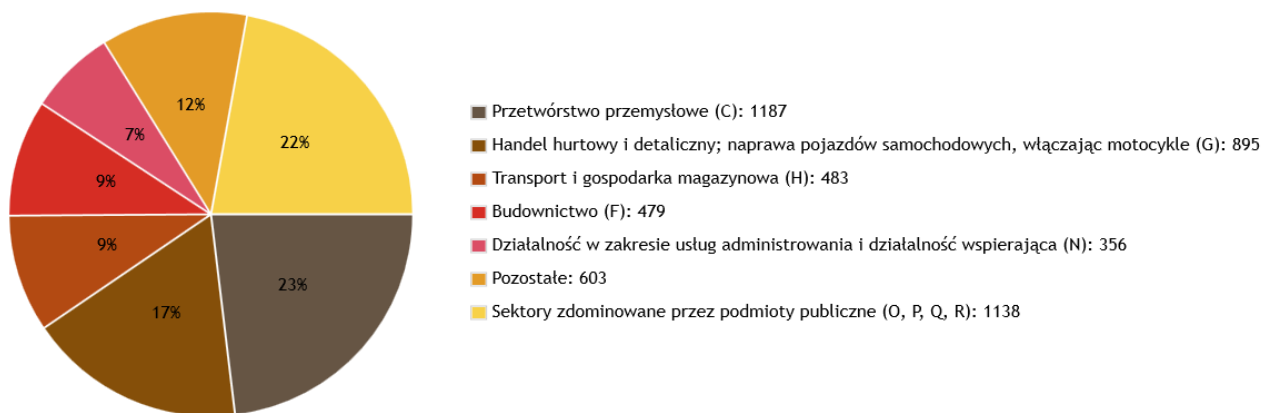 12%
22%
7%
9%
9%
23%
17%
Przetwórstwo przemysłowe (C): 1187
Handel hurtowy i detaliczny; naprawa pojazdów samochodowych, włączając motocykle (G): 895
Transport i gospodarka magazynowa (H): 483
Budownictwo (F): 479
Działalność w zakresie usług administrowania i działalność wspierająca (N): 356
Pozostałe: 603
Sektory zdominowane przez podmioty publiczne (O, P, Q, R): 1138